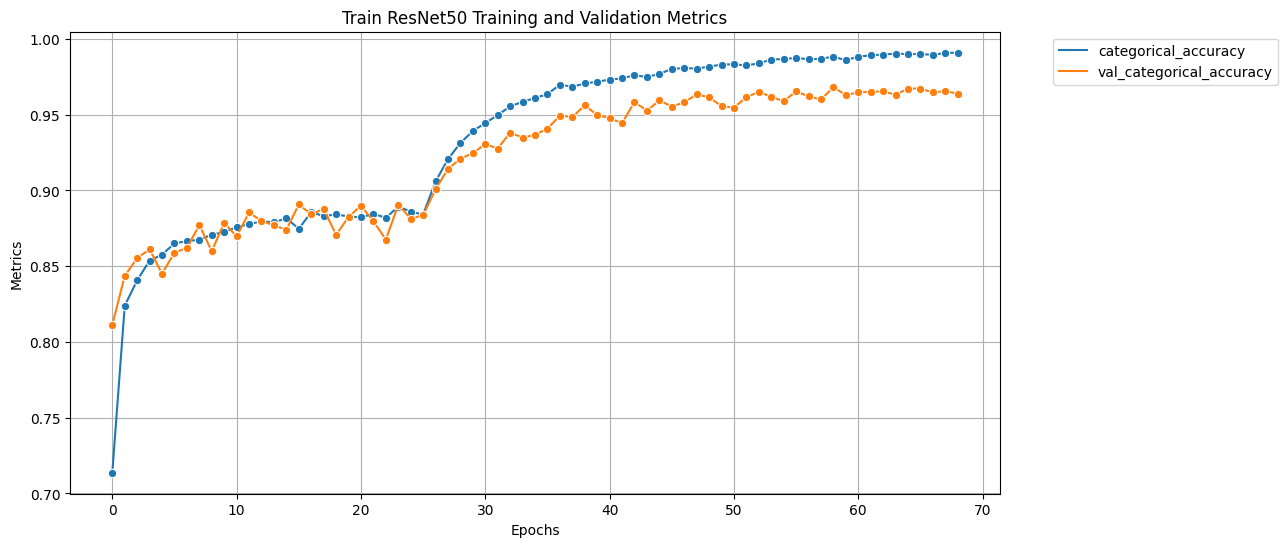 Train ResNet50 Training and Validation Metrics
1.00
0.95
0.90
0.85
0.80
0.75
0.70
Metrics
0 10 20 30 40 50 60 70
Epochs
categorical_accuracy
val_categorical_accuracy